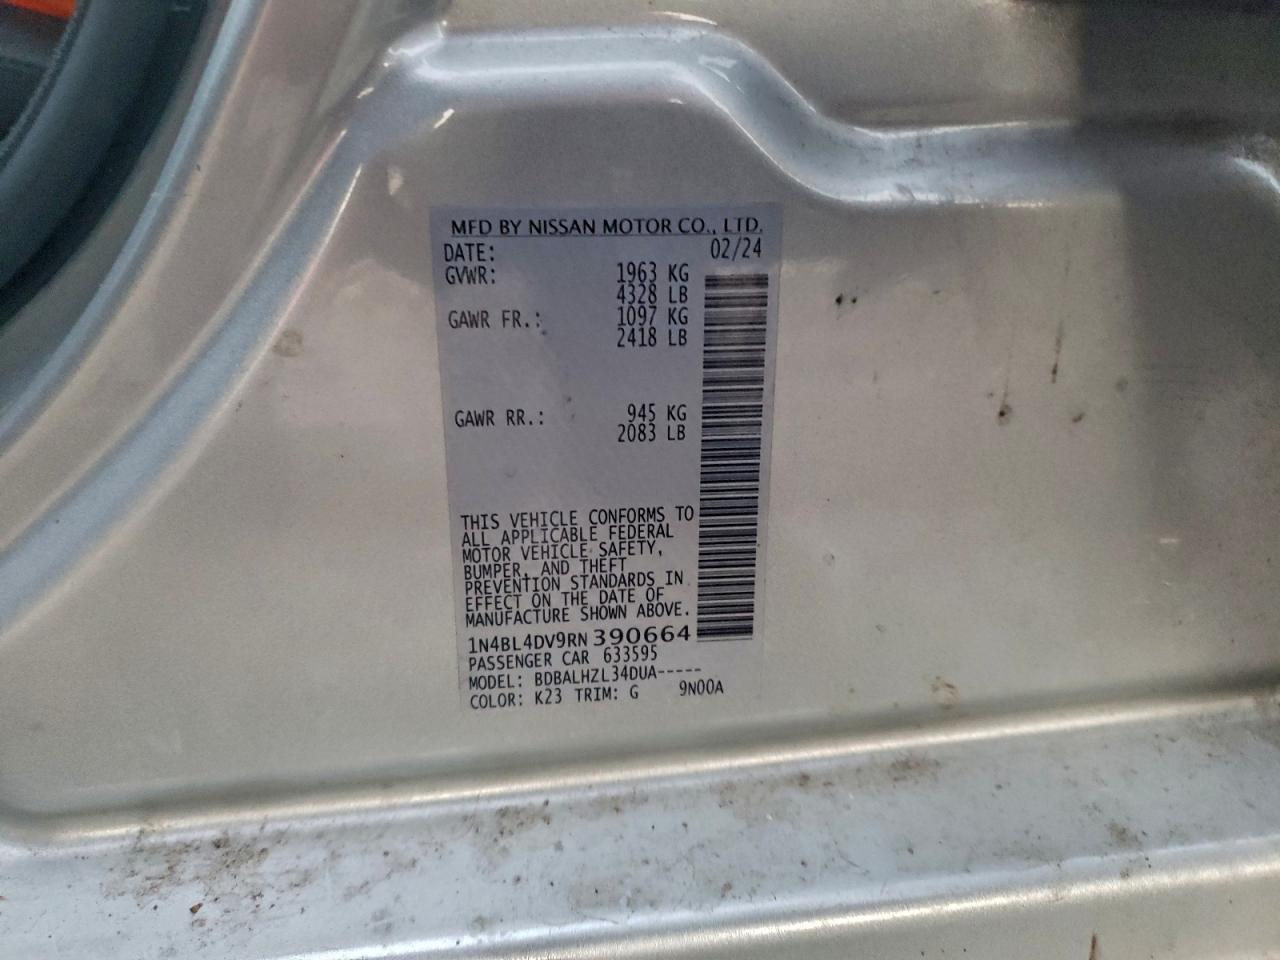 MFD BY NISSAN MOTOR CO., LTD.
DATE: 02/24
GVWR: 1963 KG
4328 LB
GAWR FR.: 1097 KG
2418 LB
GAWR RR.: 945 KG
2083 LB
THIS VEHICLE CONFORMS TO
ALL APPLICABLE FEDERAL
MOTOR VEHICLE SAFETY,
BUMPER, AND THEFT
PREVENTION STANDARDS IN
EFFECT ON THE DATE OF
MANUFACTURE SHOWN ABOVE.
1N4BL4DV9RN390664
PASSENGER CAR 633595
MODEL: BDBALHZL34DUA-----
COLOR: K23 TRIM: G 9N00A